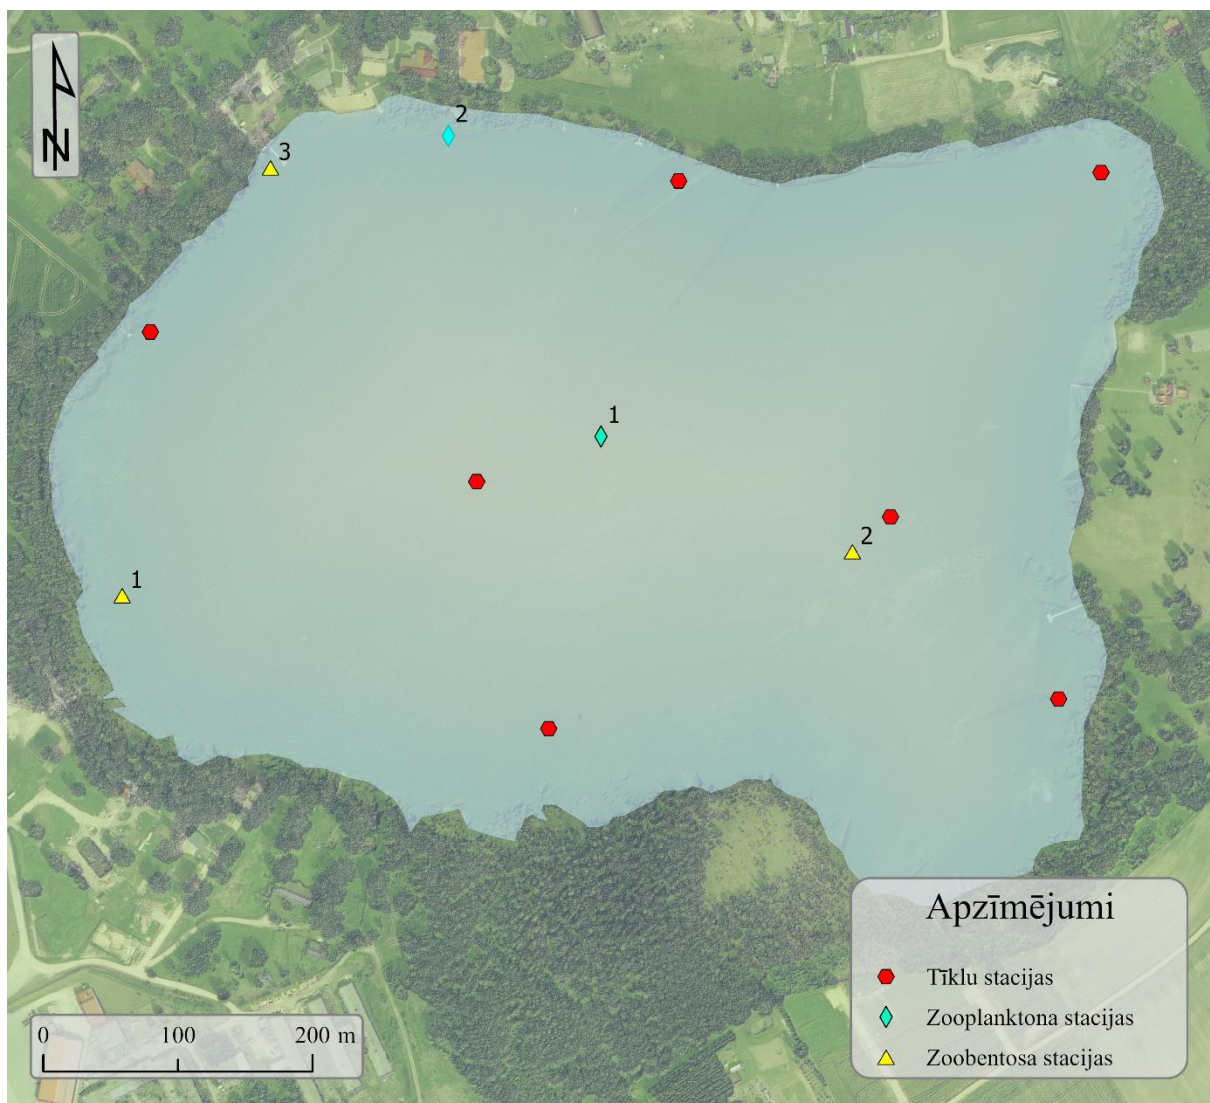 N
2
3
1
2
1
Apzīmējumi
Tīklu stacijas
Zooplanktona stacijas
Zoobentosa stacijas
0 100 200 m